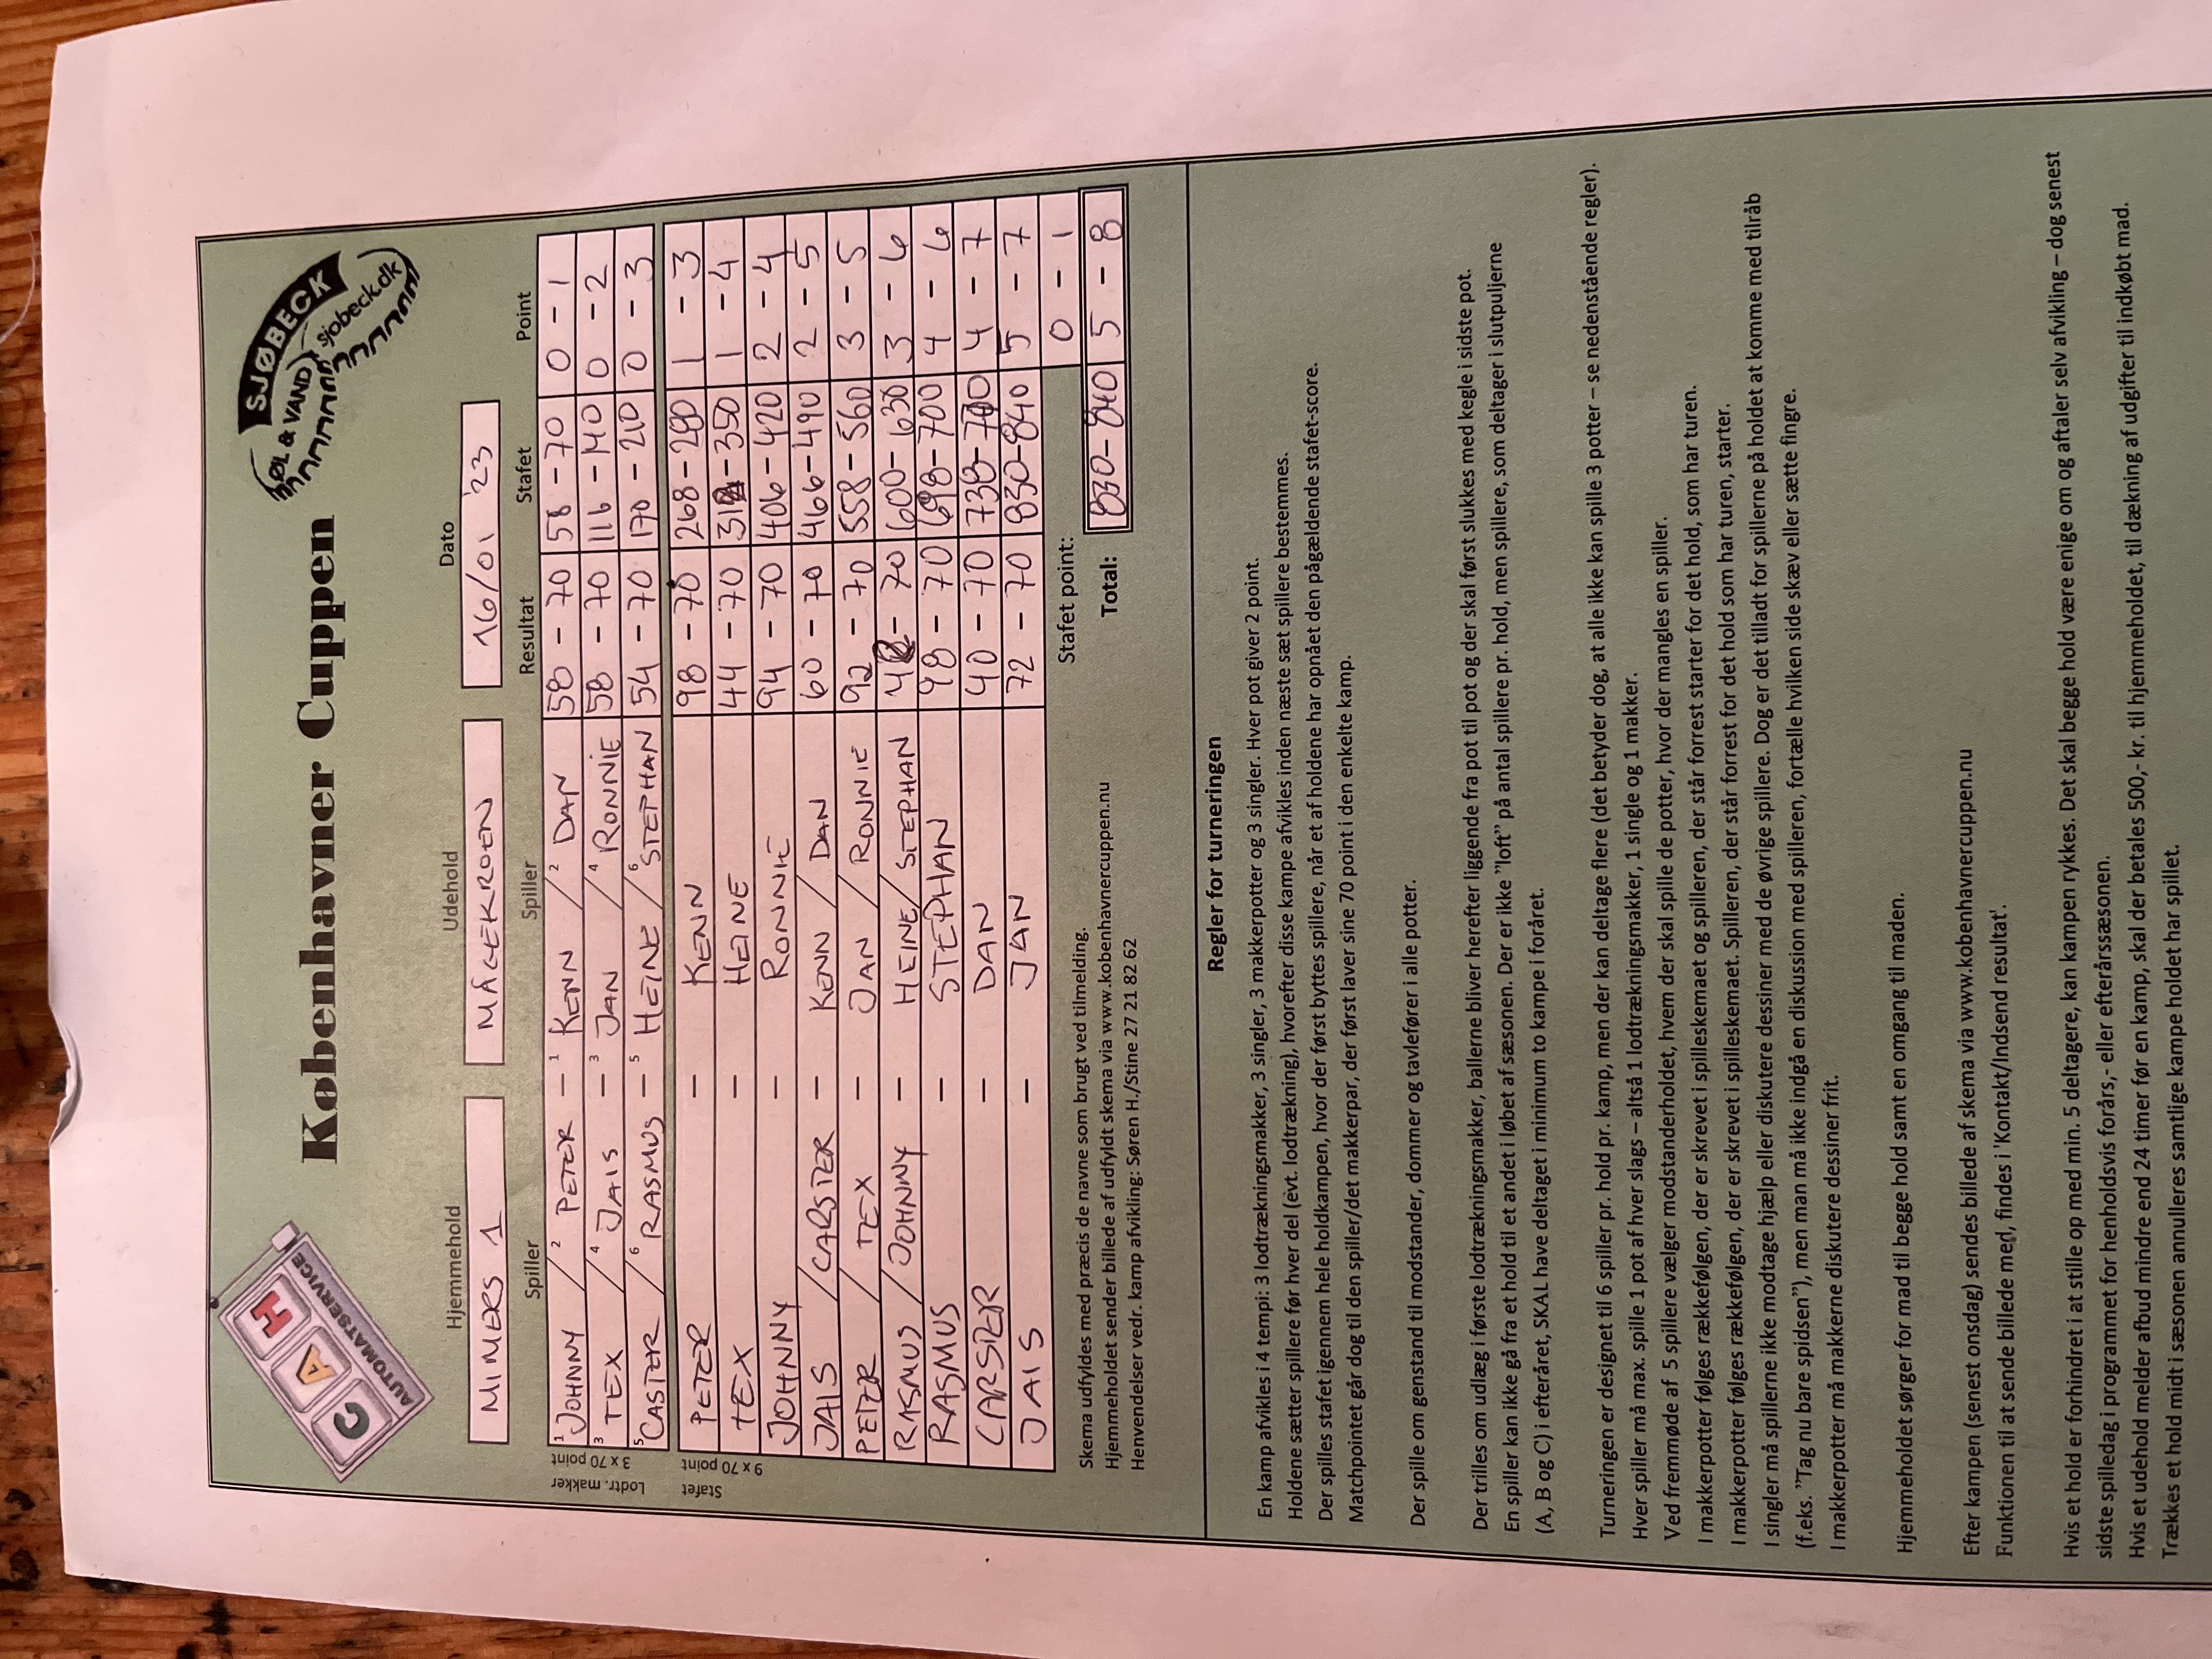 CAH
AUTOMATSERVICE
Københavner Cuppen
SJØBECK
ØL & VAND
sjobeck.dk
Hjemmehold Udehold Dato
MIMERS 1 MÅGEKROEN 16/01 '23
Spiller Spiller Resultat Stafet Point
Lodtr. makker
3 x 70 point
1 JOHNNY / 2 PETER - 1 KENN / 2 DAN 58 - 70 58 - 70 0 - 1
3 TEX / 4 JAIS - 3 JAN / 4 RONNIE 58 - 70 116 - 140 0 - 2
5 CASTER / 6 RASMUS - 5 HEINE / 6 STEPHAN 54 - 70 170 - 210 0 - 3
Stafet
9 x 70 point
PETER - KENN 98 - 70 268 - 280 1 - 3
TEX - HEINE 44 - 70 312 - 350 1 - 4
JOHNNY - RONNIE 94 - 70 406 - 420 2 - 4
JAIS / CARSTER - KENN / DAN 60 - 70 466 - 490 2 - 5
PETER / TEX - JAN / RONNIE 92 - 70 558 - 560 3 - 5
RASMUS / JOHNNY - HEINE / STEPHAN 42 - 70 600 - 630 3 - 6
RASMUS STEPHAN 98 - 70 698 - 700 4 - 6
CARSTER - DAN 40 - 70 738 - 770 4 - 7
JAIS - JAN 72 - 70 830 - 840 5 - 7
Stafet point: 0 - 1
Total: 830 - 840 5 - 8
Skema udfyldes med præcis de navne som brugt ved tilmelding.
Hjemmeholdet sender billede af udfyldt skema via www.kobenhavnercuppen.nu
Henvendelser vedr. kamp afvikling: Søren H./Stine 27 21 82 62
Regler for turneringen
En kamp afvikles i 4 tempi: 3 lodtrækningsmakker, 3 singler, 3 makkerpotter og 3 singler. Hver pot giver 2 point.
Holdene sætter spillere før hver del (evt. lodtrækning), hvorefter disse kampe afvikles inden næste sæt spillere bestemmes.
Der spilles stafet igennem hele holdkampen, hvor der først byttes spillere, når et af holdene har opnået den pågældende stafet-score.
Matchpointet går dog til den spiller/det makkerpar, der først laver sine 70 point i den enkelte kamp.
Der spille om genstand til modstander, dommer og tavlefører i alle potter.
Der trilles om udlæg i første lodtrækningsmakker, ballerne bliver herefter liggende fra pot til pot og der skal først slukkes med kegle i sidste pot.
En spiller kan ikke gå fra et hold til et andet i løbet af sæsonen. Der er ikke ”loft” på antal spillere pr. hold, men spillere, som deltager i slutpuljerne
(A, B og C) i efteråret, SKAL have deltaget i minimum to kampe i foråret.
Turneringen er designet til 6 spiller pr. hold pr. kamp, men der kan deltage flere (det betyder dog, at alle ikke kan spille 3 potter – se nedenstående regler).
Hver spiller må max. spille 1 pot af hver slags – altså 1 lodtrækningsmakker, 1 single og 1 makker.
Ved fremmøde af 5 spillere vælger modstanderholdet, hvem der skal spille de potter, hvor der mangles en spiller.
I makkerpotter følges rækkefølgen, der er skrevet i spilleskemaet og spilleren, der står forrest starter for det hold, som har turen.
I makkerpotter følges rækkefølgen, der er skrevet i spilleskemaet. Spilleren, der står forrest for det hold som har turen, starter.
I singler må spillerne ikke modtage hjælp eller diskutere dessiner med de øvrige spillere. Dog er det tilladt for spillerne på holdet at komme med tilråb
(f.eks. ”Tag nu bare spidsen”), men man må ikke indgå en diskussion med spilleren, fortælle hvilken side skæv eller sætte fingre.
I makkerpotter må makkerne diskutere dessiner frit.
Hjemmeholdet sørger for mad til begge hold samt en omgang til maden.
Efter kampen (senest onsdag) sendes billede af skema via www.kobenhavnercuppen.nu
Funktionen til at sende billede med, findes i 'Kontakt/Indsend resultat'.
Hvis et hold er forhindret i at stille op med min. 5 deltagere, kan kampen rykkes. Det skal begge hold være enige om og aftaler selv afvikling – dog senest
sidste spilledag i programmet for henholdsvis forårs,- eller efterårssæsonen.
Hvis et udehold melder afbud mindre end 24 timer før en kamp, skal der betales 500,- kr. til hjemmeholdet, til dækning af udgifter til indkøbt mad.
Trækkes et hold midt i sæsonen annulleres samtlige kampe holdet har spillet.